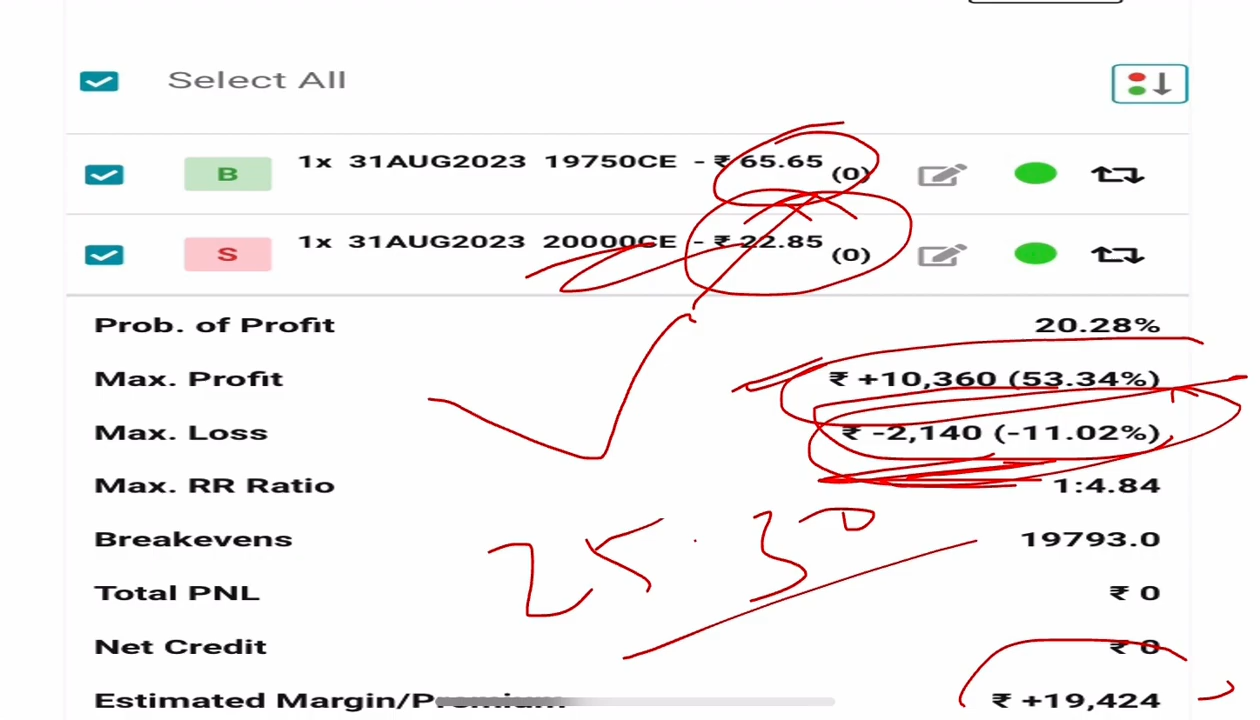 Select All
B 1x 31AUG2023 19750CE - ₹ 65.65 (0)
S 1x 31AUG2023 20000CE - ₹ 22.85 (0)
Prob. of Profit 20.28%
Max. Profit ₹ +10,360 (53.34%)
Max. Loss ₹ -2,140 (-11.02%)
Max. RR Ratio 1:4.84
25.30
Breakevens 19793.0
Total PNL ₹ 0
Net Credit ₹ 0
Estimated Margin/Premium ₹ +19,424